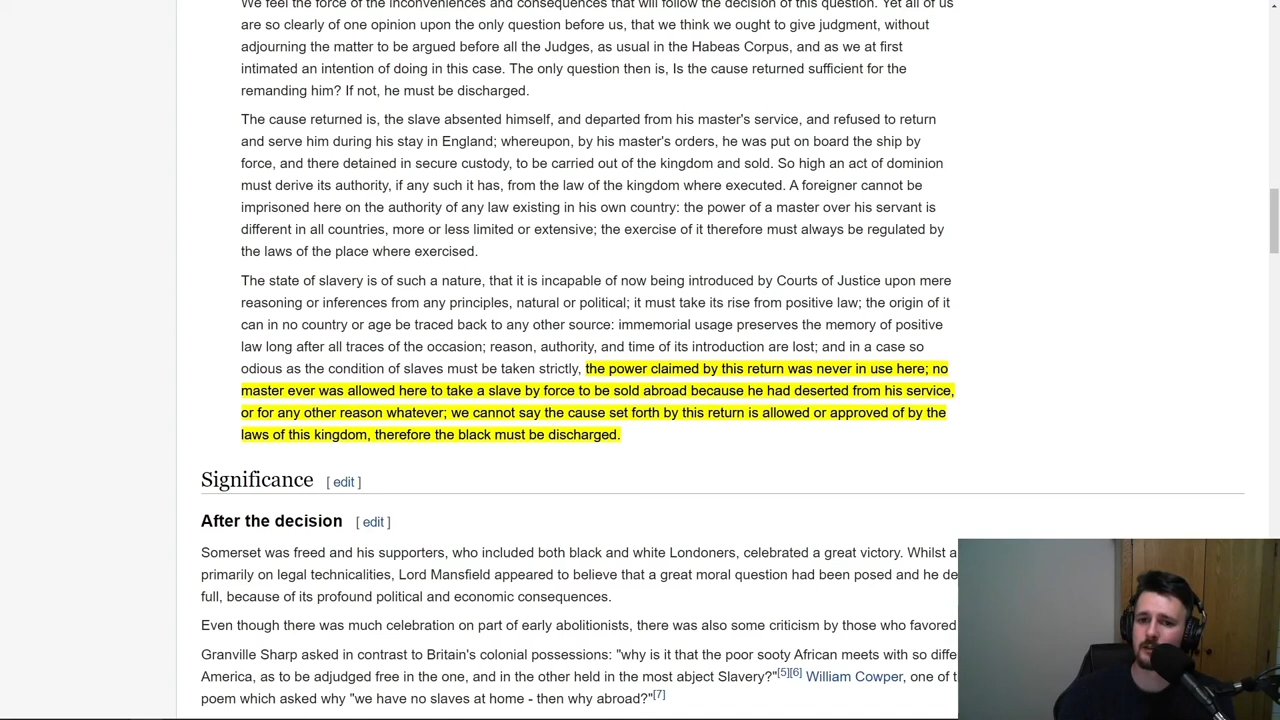 We feel the force of the inconveniences and consequences that will follow the decision of this question. Yet all of us
are so clearly of one opinion upon the only question before us, that we think we ought to give judgment, without
adjourning the matter to be argued before all the Judges, as usual in the Habeas Corpus, and as we at first
intimated an intention of doing in this case. The only question then is, Is the cause returned sufficient for the
remanding him? If not, he must be discharged.
The cause returned is, the slave absented himself, and departed from his master's service, and refused to return
and serve him during his stay in England; whereupon, by his master's orders, he was put on board the ship by
force, and there detained in secure custody, to be carried out of the kingdom and sold. So high an act of dominion
must derive its authority, if any such it has, from the law of the kingdom where executed. A foreigner cannot be
imprisoned here on the authority of any law existing in his own country: the power of a master over his servant is
different in all countries, more or less limited or extensive; the exercise of it therefore must always be regulated by
the laws of the place where exercised.
The state of slavery is of such a nature, that it is incapable of now being introduced by Courts of Justice upon mere
reasoning or inferences from any principles, natural or political; it must take its rise from positive law; the origin of it
can in no country or age be traced back to any other source: immemorial usage preserves the memory of positive
law long after all traces of the occasion; reason, authority, and time of its introduction are lost; and in a case so
odious as the condition of slaves must be taken strictly, the power claimed by this return was never in use here; no
master ever was allowed here to take a slave by force to be sold abroad because he had deserted from his service,
or for any other reason whatever; we cannot say the cause set forth by this return is allowed or approved of by the
laws of this kingdom, therefore the black must be discharged.
Significance [ edit ]
After the decision [ edit ]
Somerset was freed and his supporters, who included both black and white Londoners, celebrated a great victory. Whilst
primarily on legal technicalities, Lord Mansfield appeared to believe that a great moral question had been posed and he
full, because of its profound political and economic consequences.
Even though there was much celebration on part of early abolitionists, there was also some criticism by those who favored
Granville Sharp asked in contrast to Britain's colonial possessions: "why is it that the poor sooty African meets with so
America, as to be adjudged free in the one, and in the other held in the most abject Slavery?"[5][6] William Cowper, one of
poem which asked why "we have no slaves at home - then why abroad?"[7]